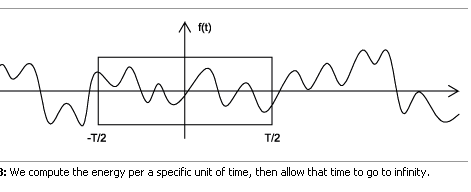 f(t)
-T/2
T/2
3: We compute the energy per a specific unit of time, then allow that time to go to infinity.